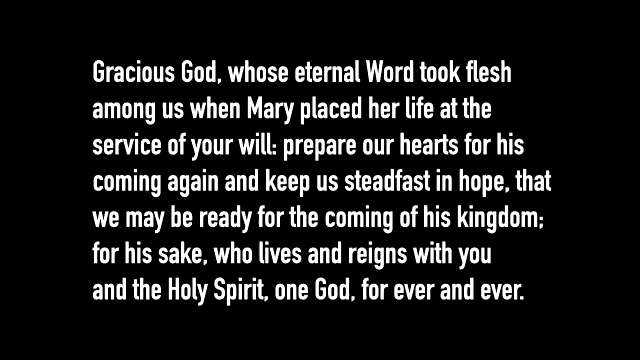 Gracious God, whose eternal Word took flesh
among us when Mary placed her life at the
service of your will: prepare our hearts for his
coming again and keep us steadfast in hope, that
we may be ready for the coming of his kingdom;
for his sake, who lives and reigns with you
and the Holy Spirit, one God, for ever and ever.